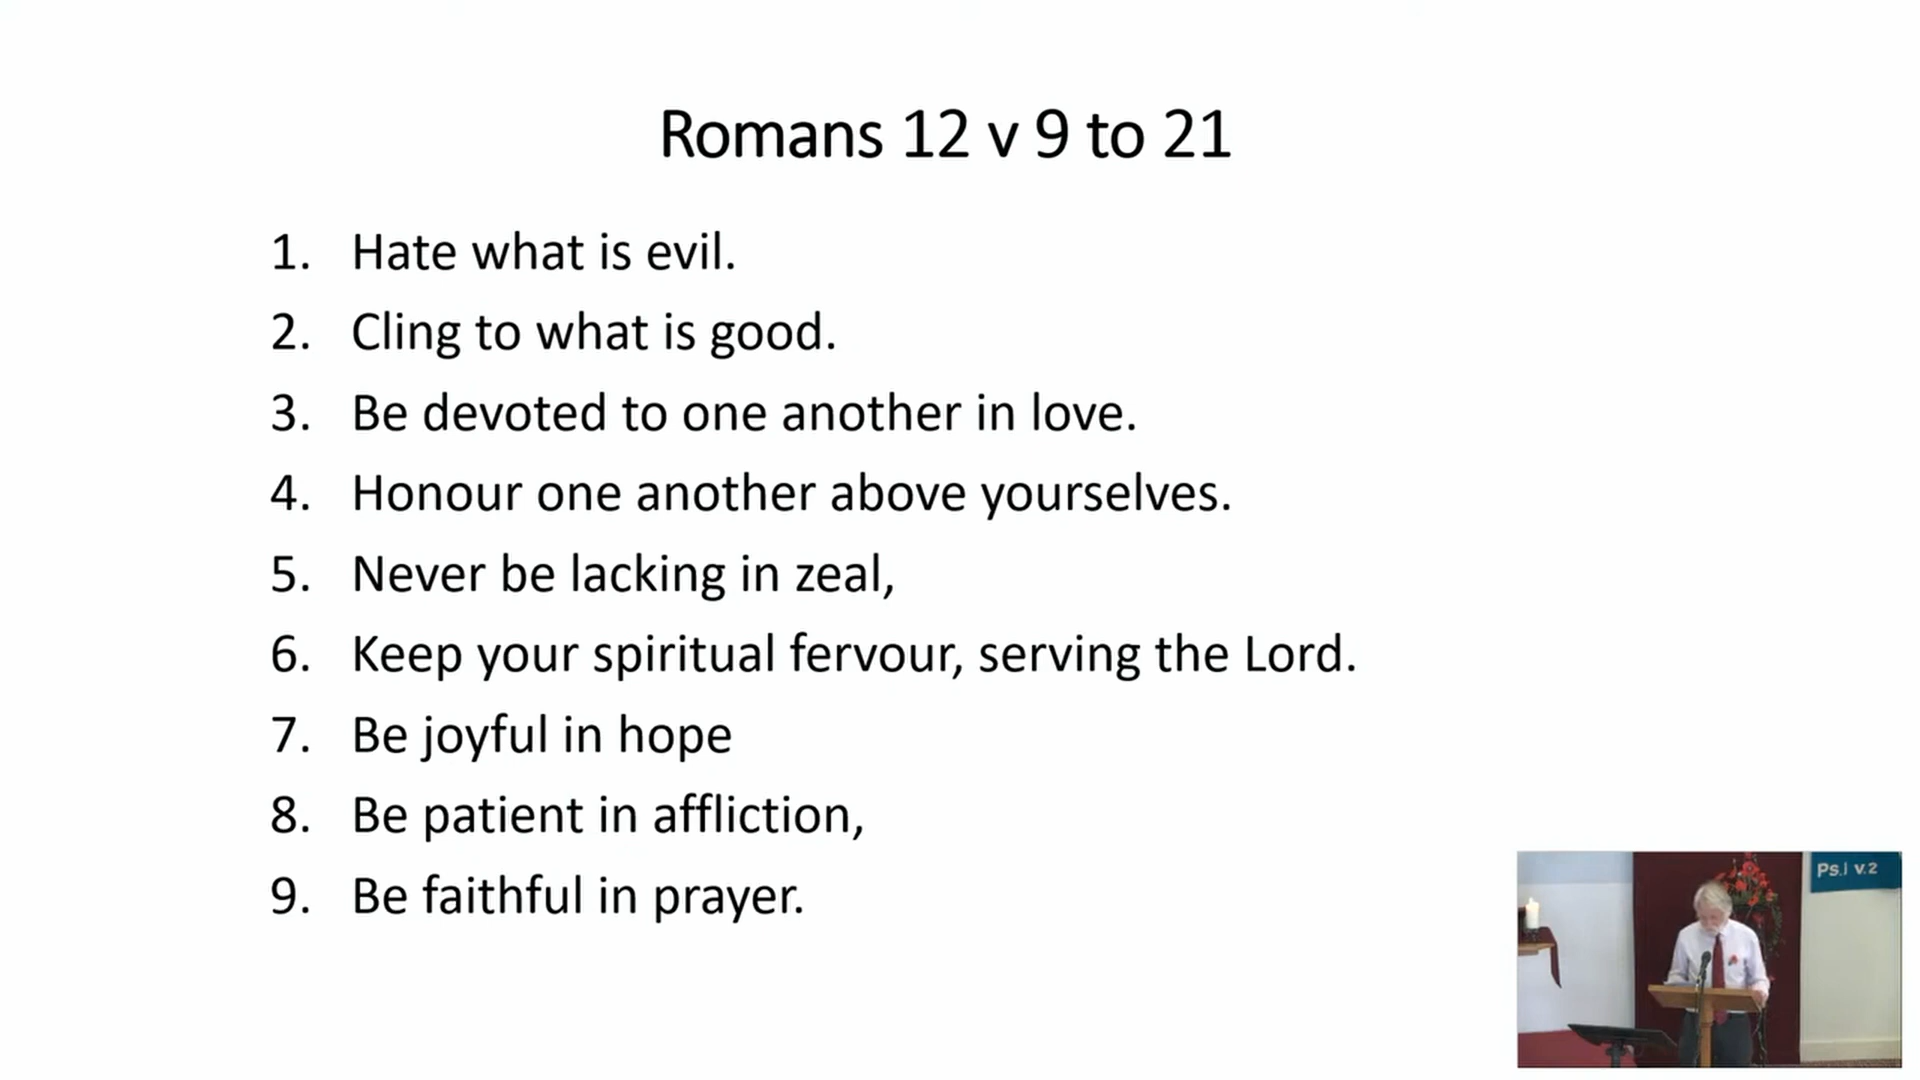 Romans 12 v 9 to 21
1. Hate what is evil.
2. Cling to what is good.
3. Be devoted to one another in love.
4. Honour one another above yourselves.
5. Never be lacking in zeal,
6. Keep your spiritual fervour, serving the Lord.
7. Be joyful in hope
8. Be patient in affliction,
9. Be faithful in prayer.
Ps.1 v.2